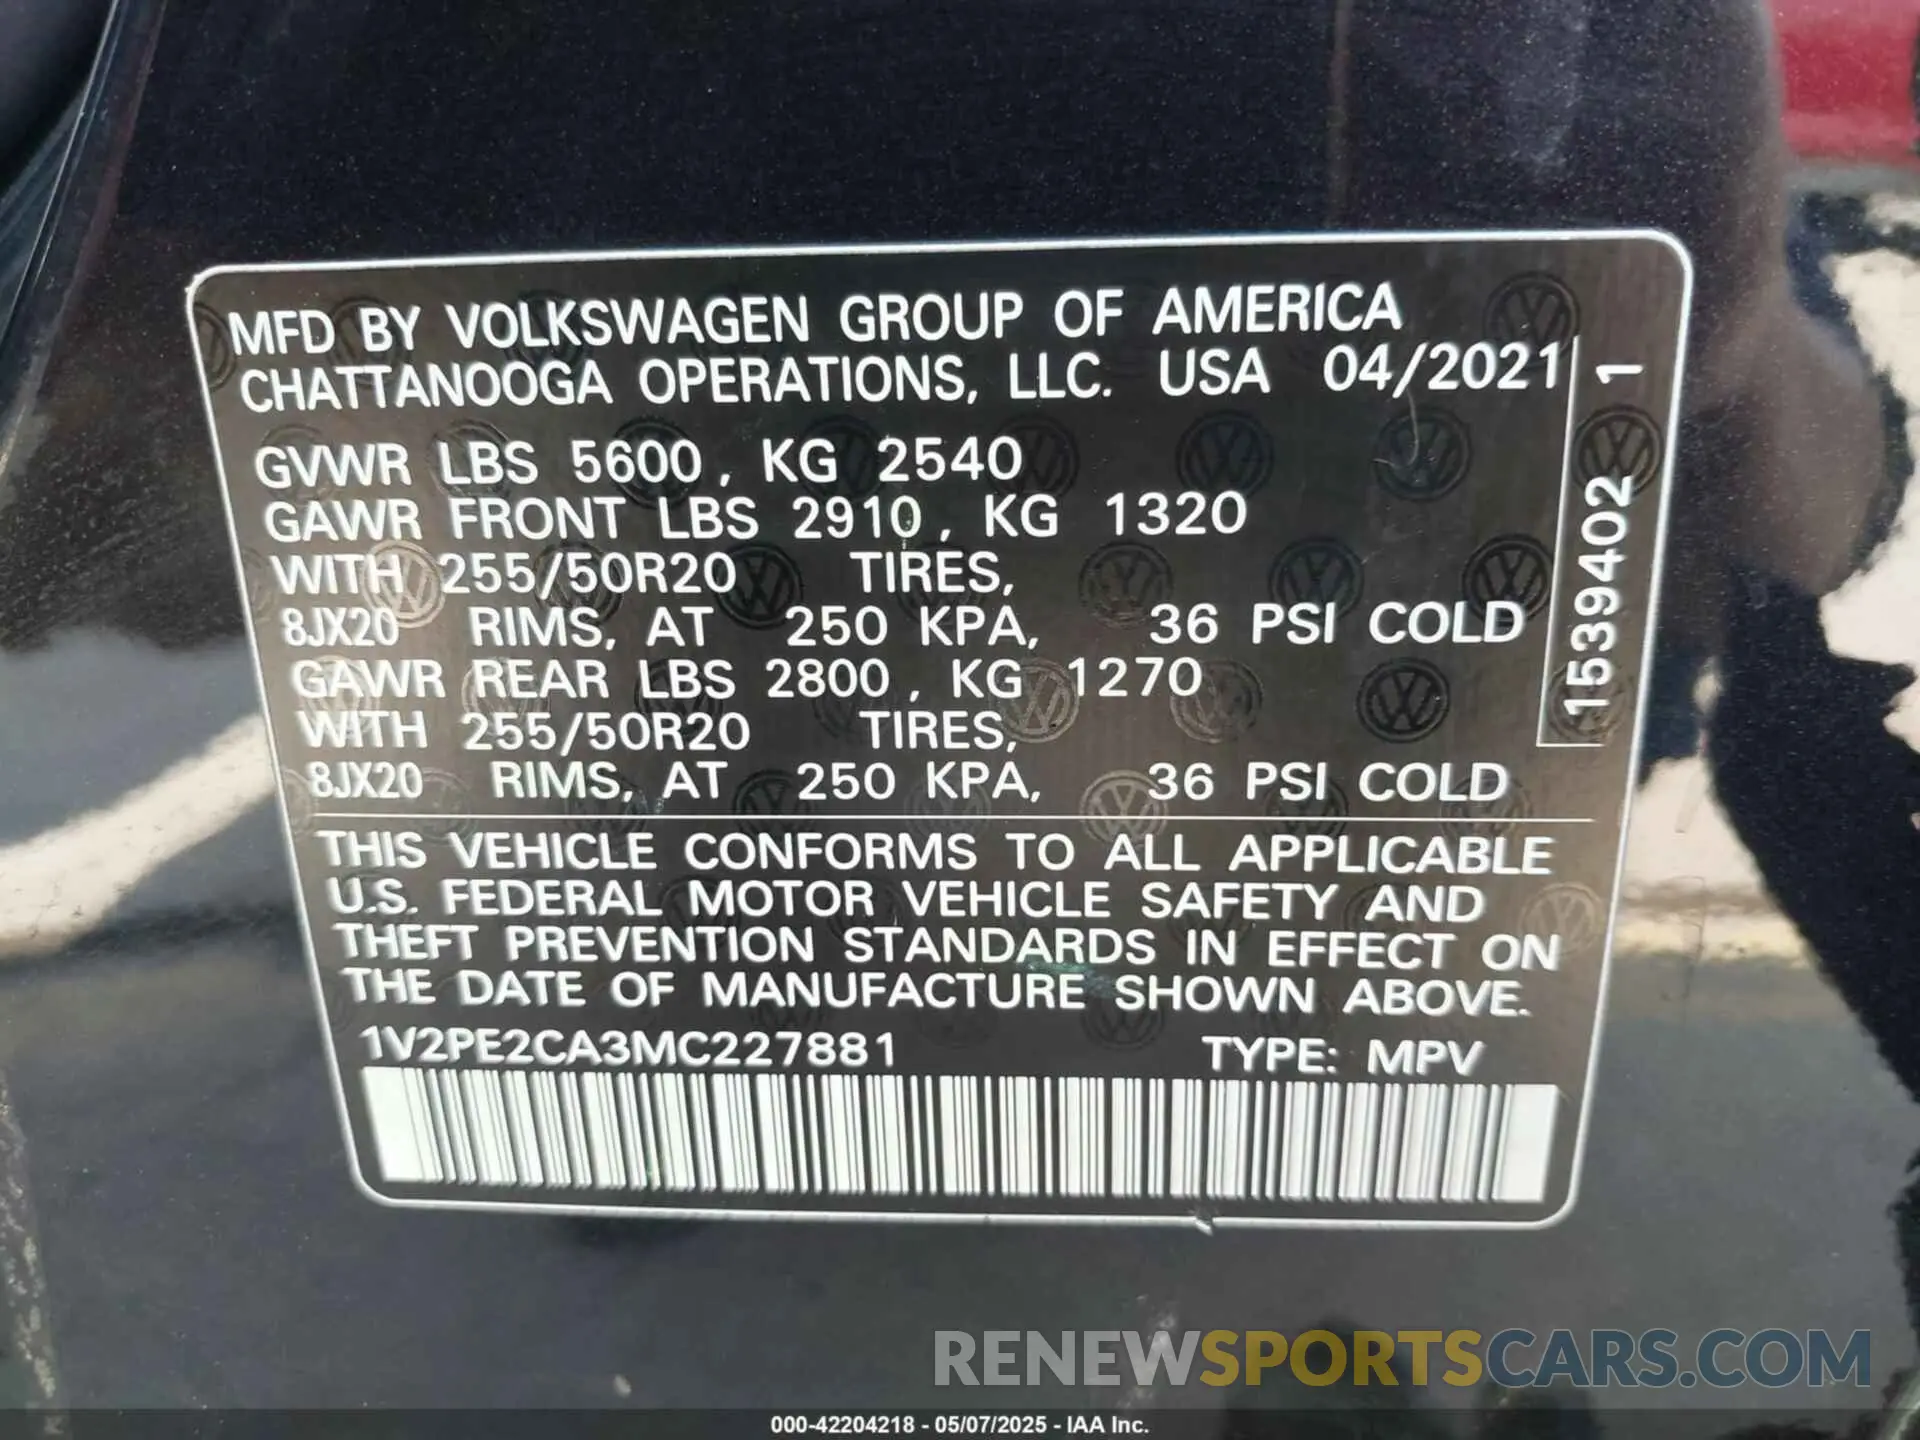 MFD BY VOLKSWAGEN GROUP OF AMERICA
CHATTANOOGA OPERATIONS, LLC. USA 04/2021
GVWR LBS 5600, KG 2540
GAWR FRONT LBS 2910, KG 1320
WITH 255/50R20 TIRES,
8JX20 RIMS, AT 250 KPA, 36 PSI COLD
GAWR REAR LBS 2800, KG 1270
WITH 255/50R20 TIRES,
8JX20 RIMS, AT 250 KPA, 36 PSI COLD
1539402 1
THIS VEHICLE CONFORMS TO ALL APPLICABLE
U.S. FEDERAL MOTOR VEHICLE SAFETY AND
THEFT PREVENTION STANDARDS IN EFFECT ON
THE DATE OF MANUFACTURE SHOWN ABOVE.
1V2PE2CA3MC227881 TYPE: MPV
RENEWSPORTSCARS.COM
000-42204218 - 05/07/2025 - IAA Inc.